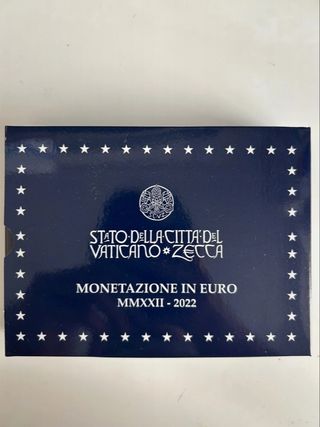 STATO·DELLA·CITTÀ·DEL
VATICANO ✡ ZECCA
MONETAZIONE IN EURO
MMXXII - 2022